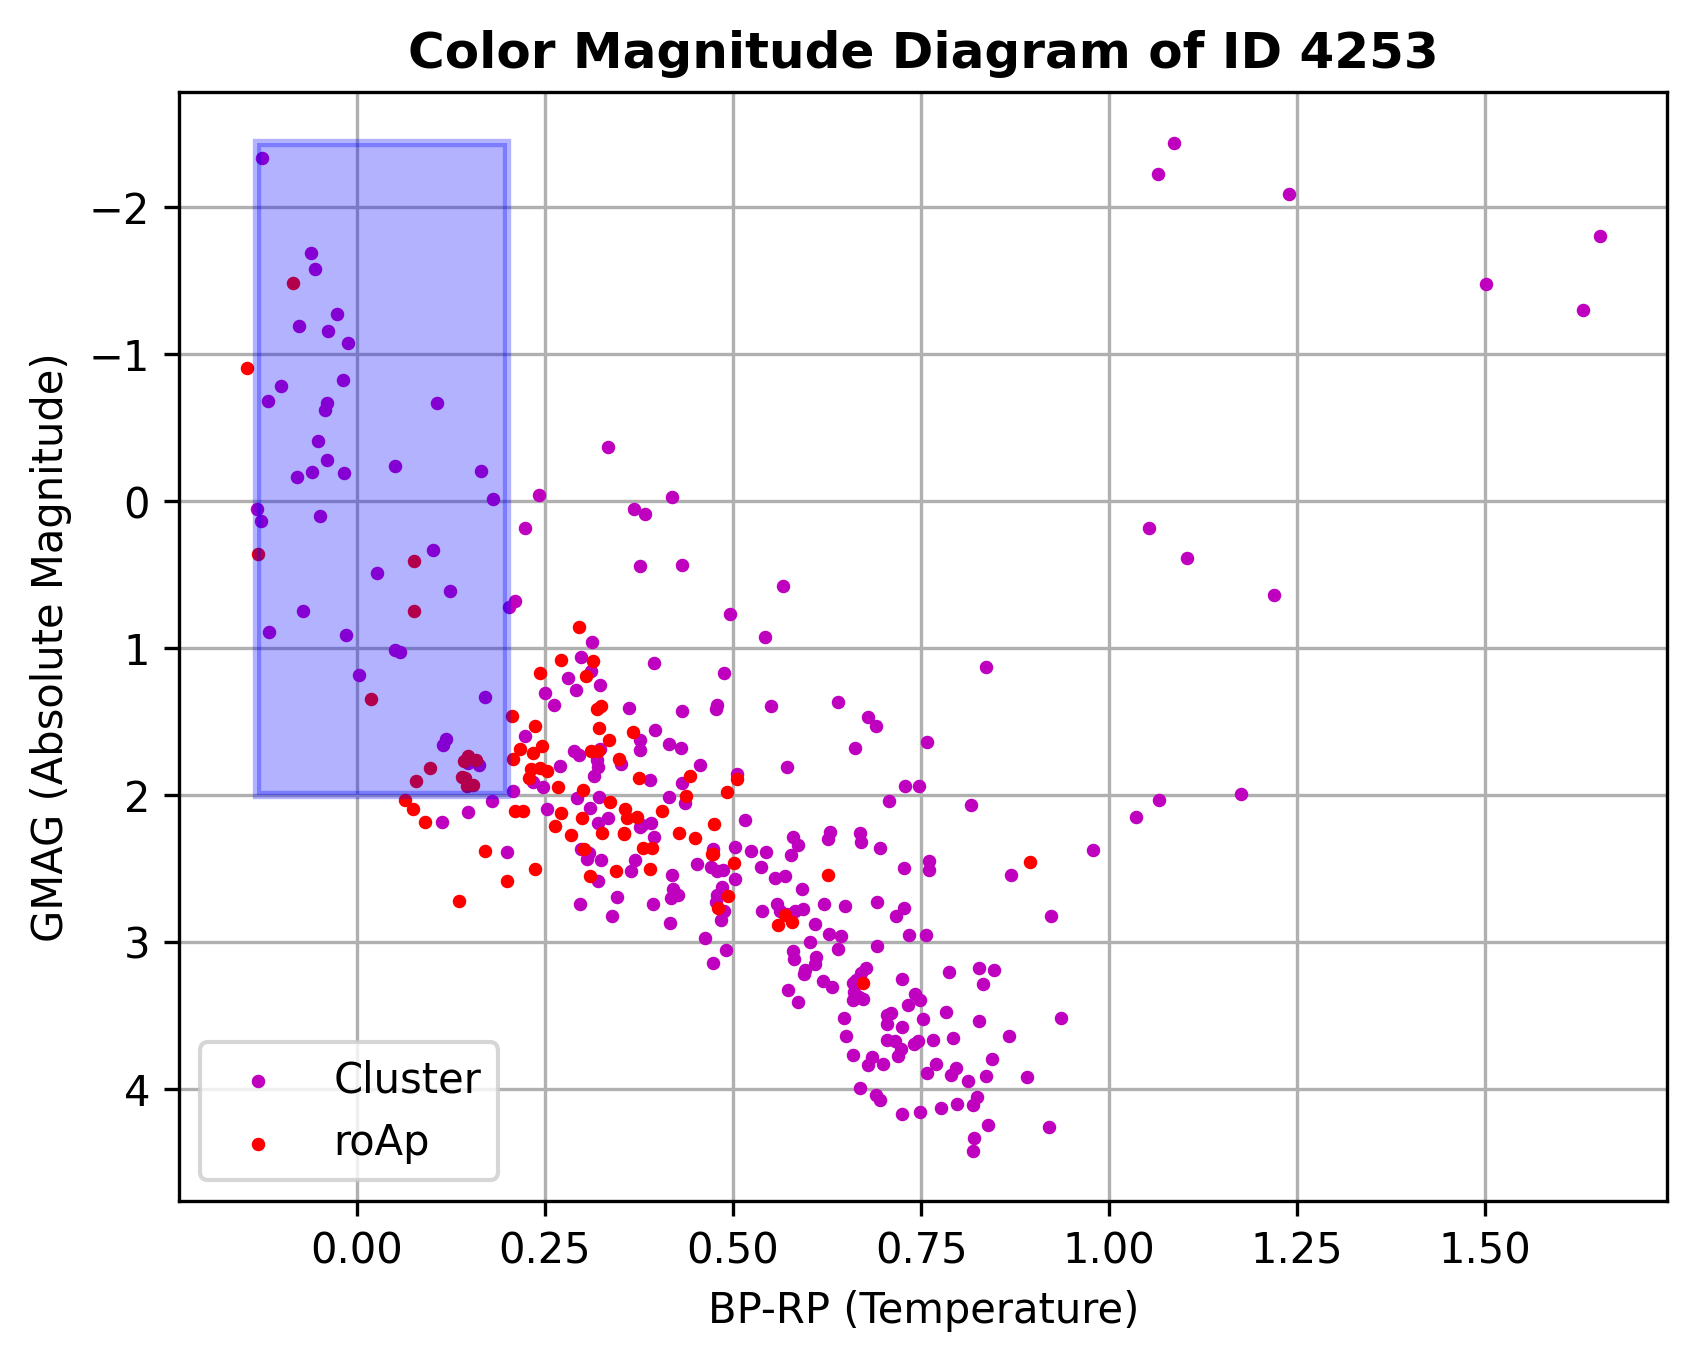 Color Magnitude Diagram of ID 4253
GMAG (Absolute Magnitude)
−2
−1
0
1
2
3
4
Cluster
roAp
0.00 0.25 0.50 0.75 1.00 1.25 1.50
BP-RP (Temperature)